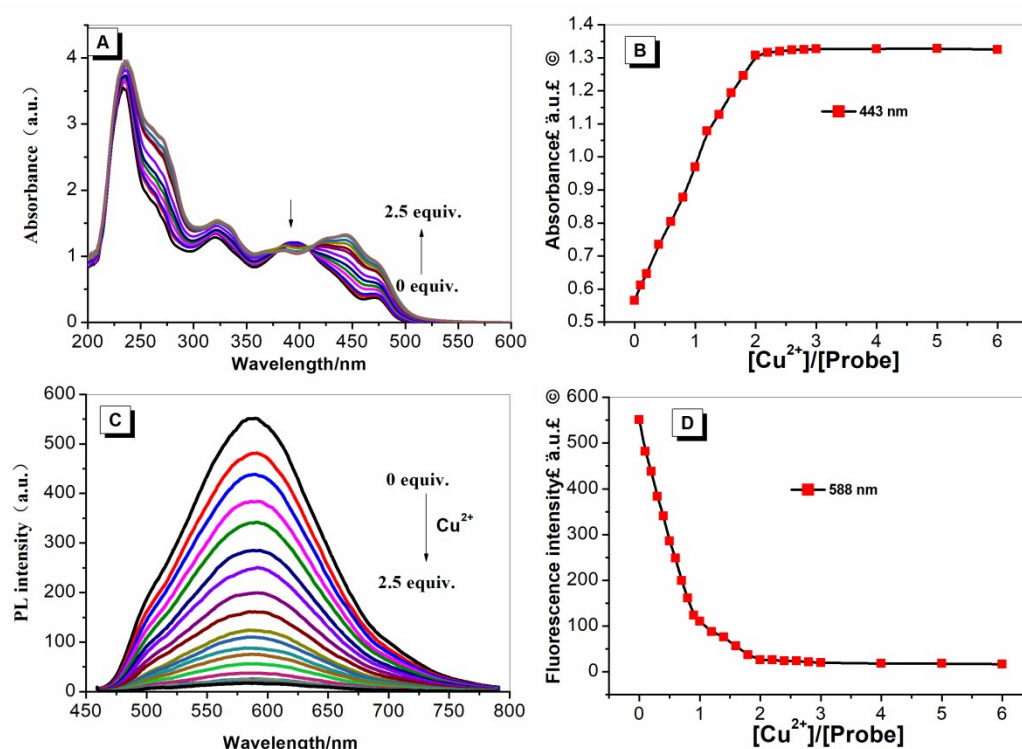 A
Absorbance (a.u.)
4
3
2
1
0
2.5 equiv.
0 equiv.
200 250 300 350 400 450 500 550 600
Wavelength/nm
B
Absorbance£ ä.u.£ ©
1.4
1.3
1.2
1.1
1.0
0.9
0.8
0.7
0.6
0.5
443 nm
0 1 2 3 4 5 6
[Cu²⁺]/[Probe]
C
PL intensity (a.u.)
600
500
400
300
200
100
0
0 equiv.
Cu²⁺
2.5 equiv.
450 500 550 600 650 700 750 800
Wavelength/nm
D
Fluorescence intensity£ ä.u.£ ©
600
500
400
300
200
100
0
588 nm
0 1 2 3 4 5 6
[Cu²⁺]/[Probe]